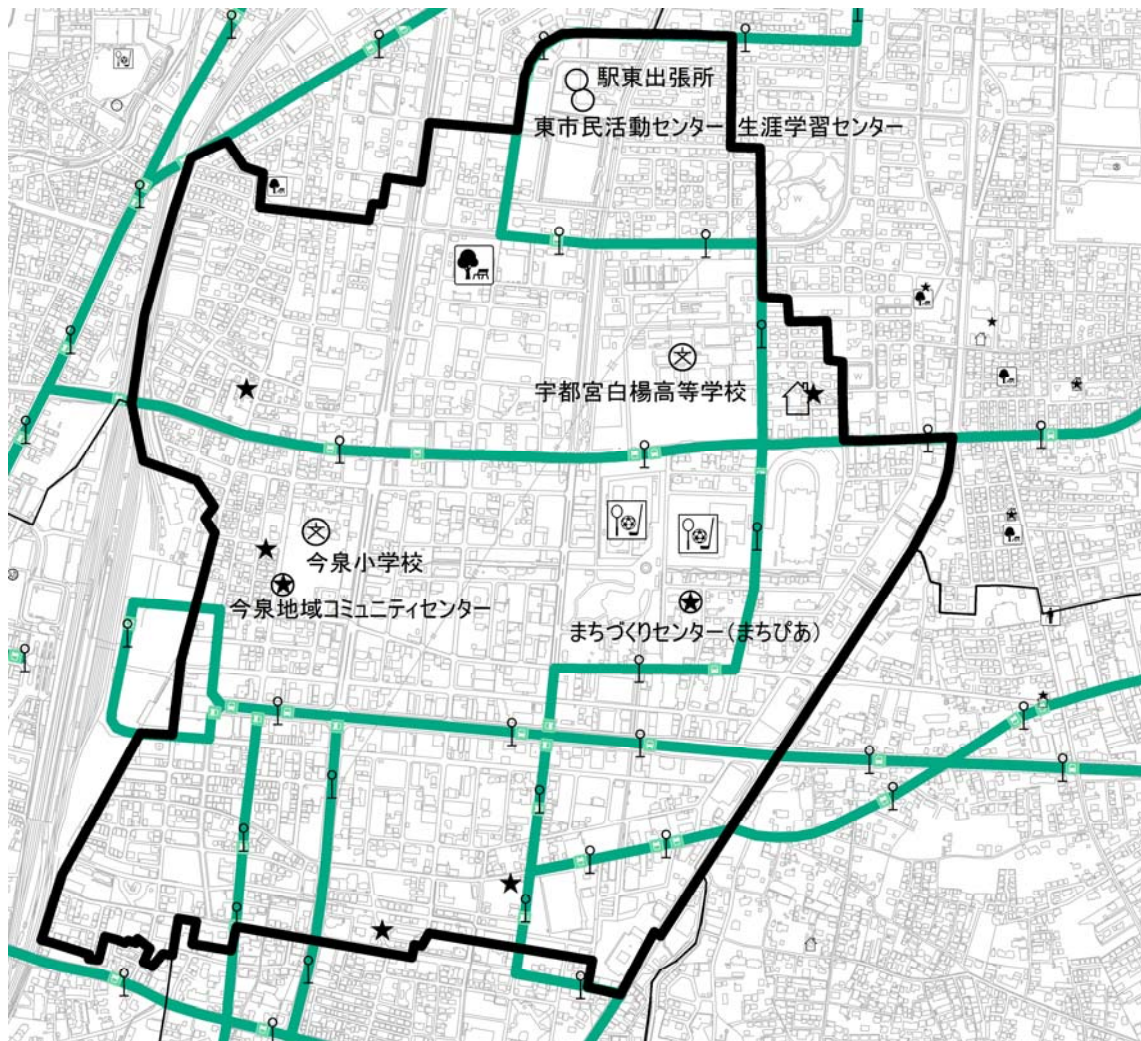 駅東出張所
東市民活動センター 生涯学習センター
宇都宮白楊高等学校
今泉小学校
今泉地域コミュニティセンター
まちづくりセンター(まちぴあ)